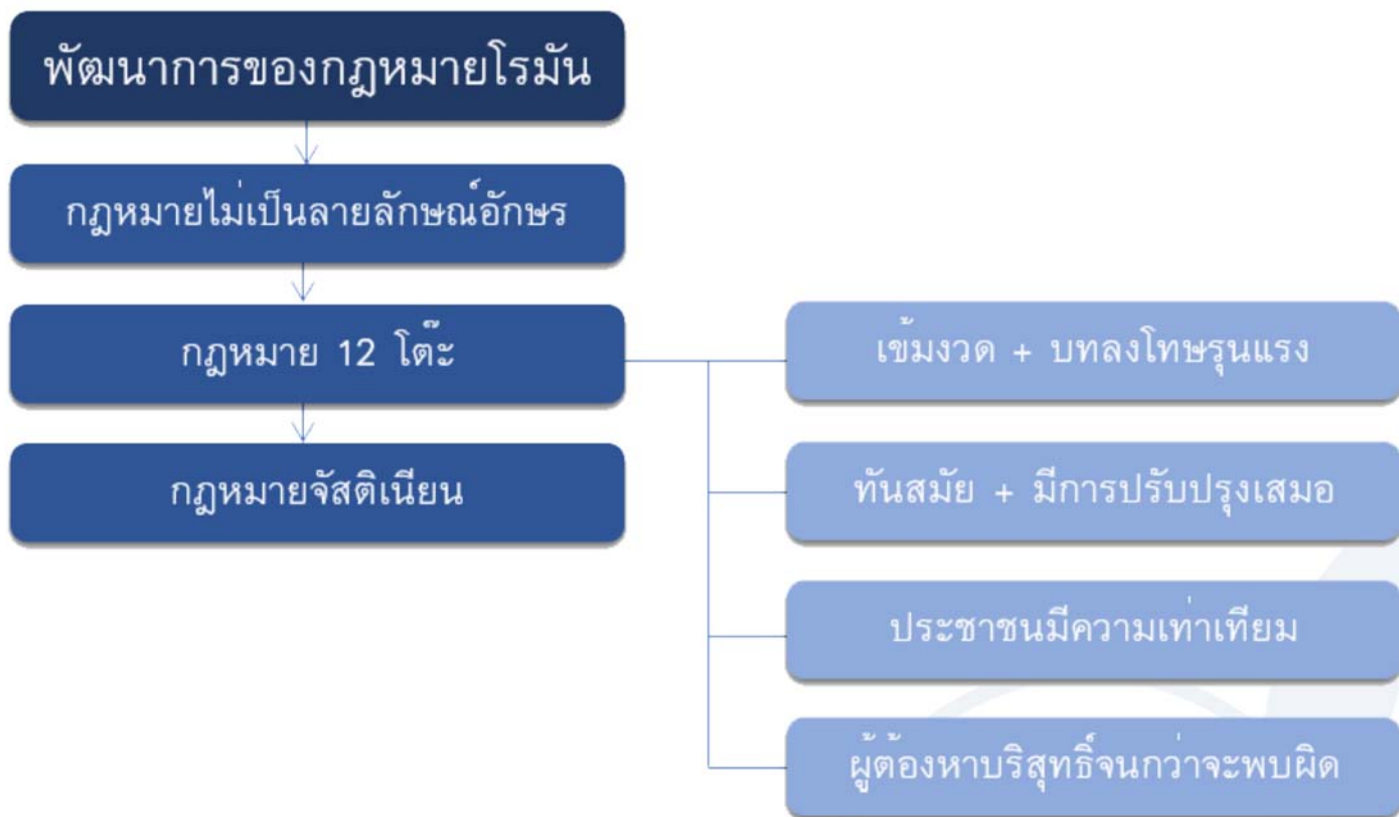 พัฒนาการของกฎหมายโรมัน
กฎหมายไม่เป็นลายลักษณ์อักษร
กฎหมาย 12 โต๊ะ
กฎหมายจัสติเนียน
เข้มงวด + บทลงโทษรุนแรง
ทันสมัย + มีการปรับปรุงเสมอ
ประชาชนมีความเท่าเทียม
ผู้ต้องหาบริสุทธิ์จนกว่าจะพบผิด